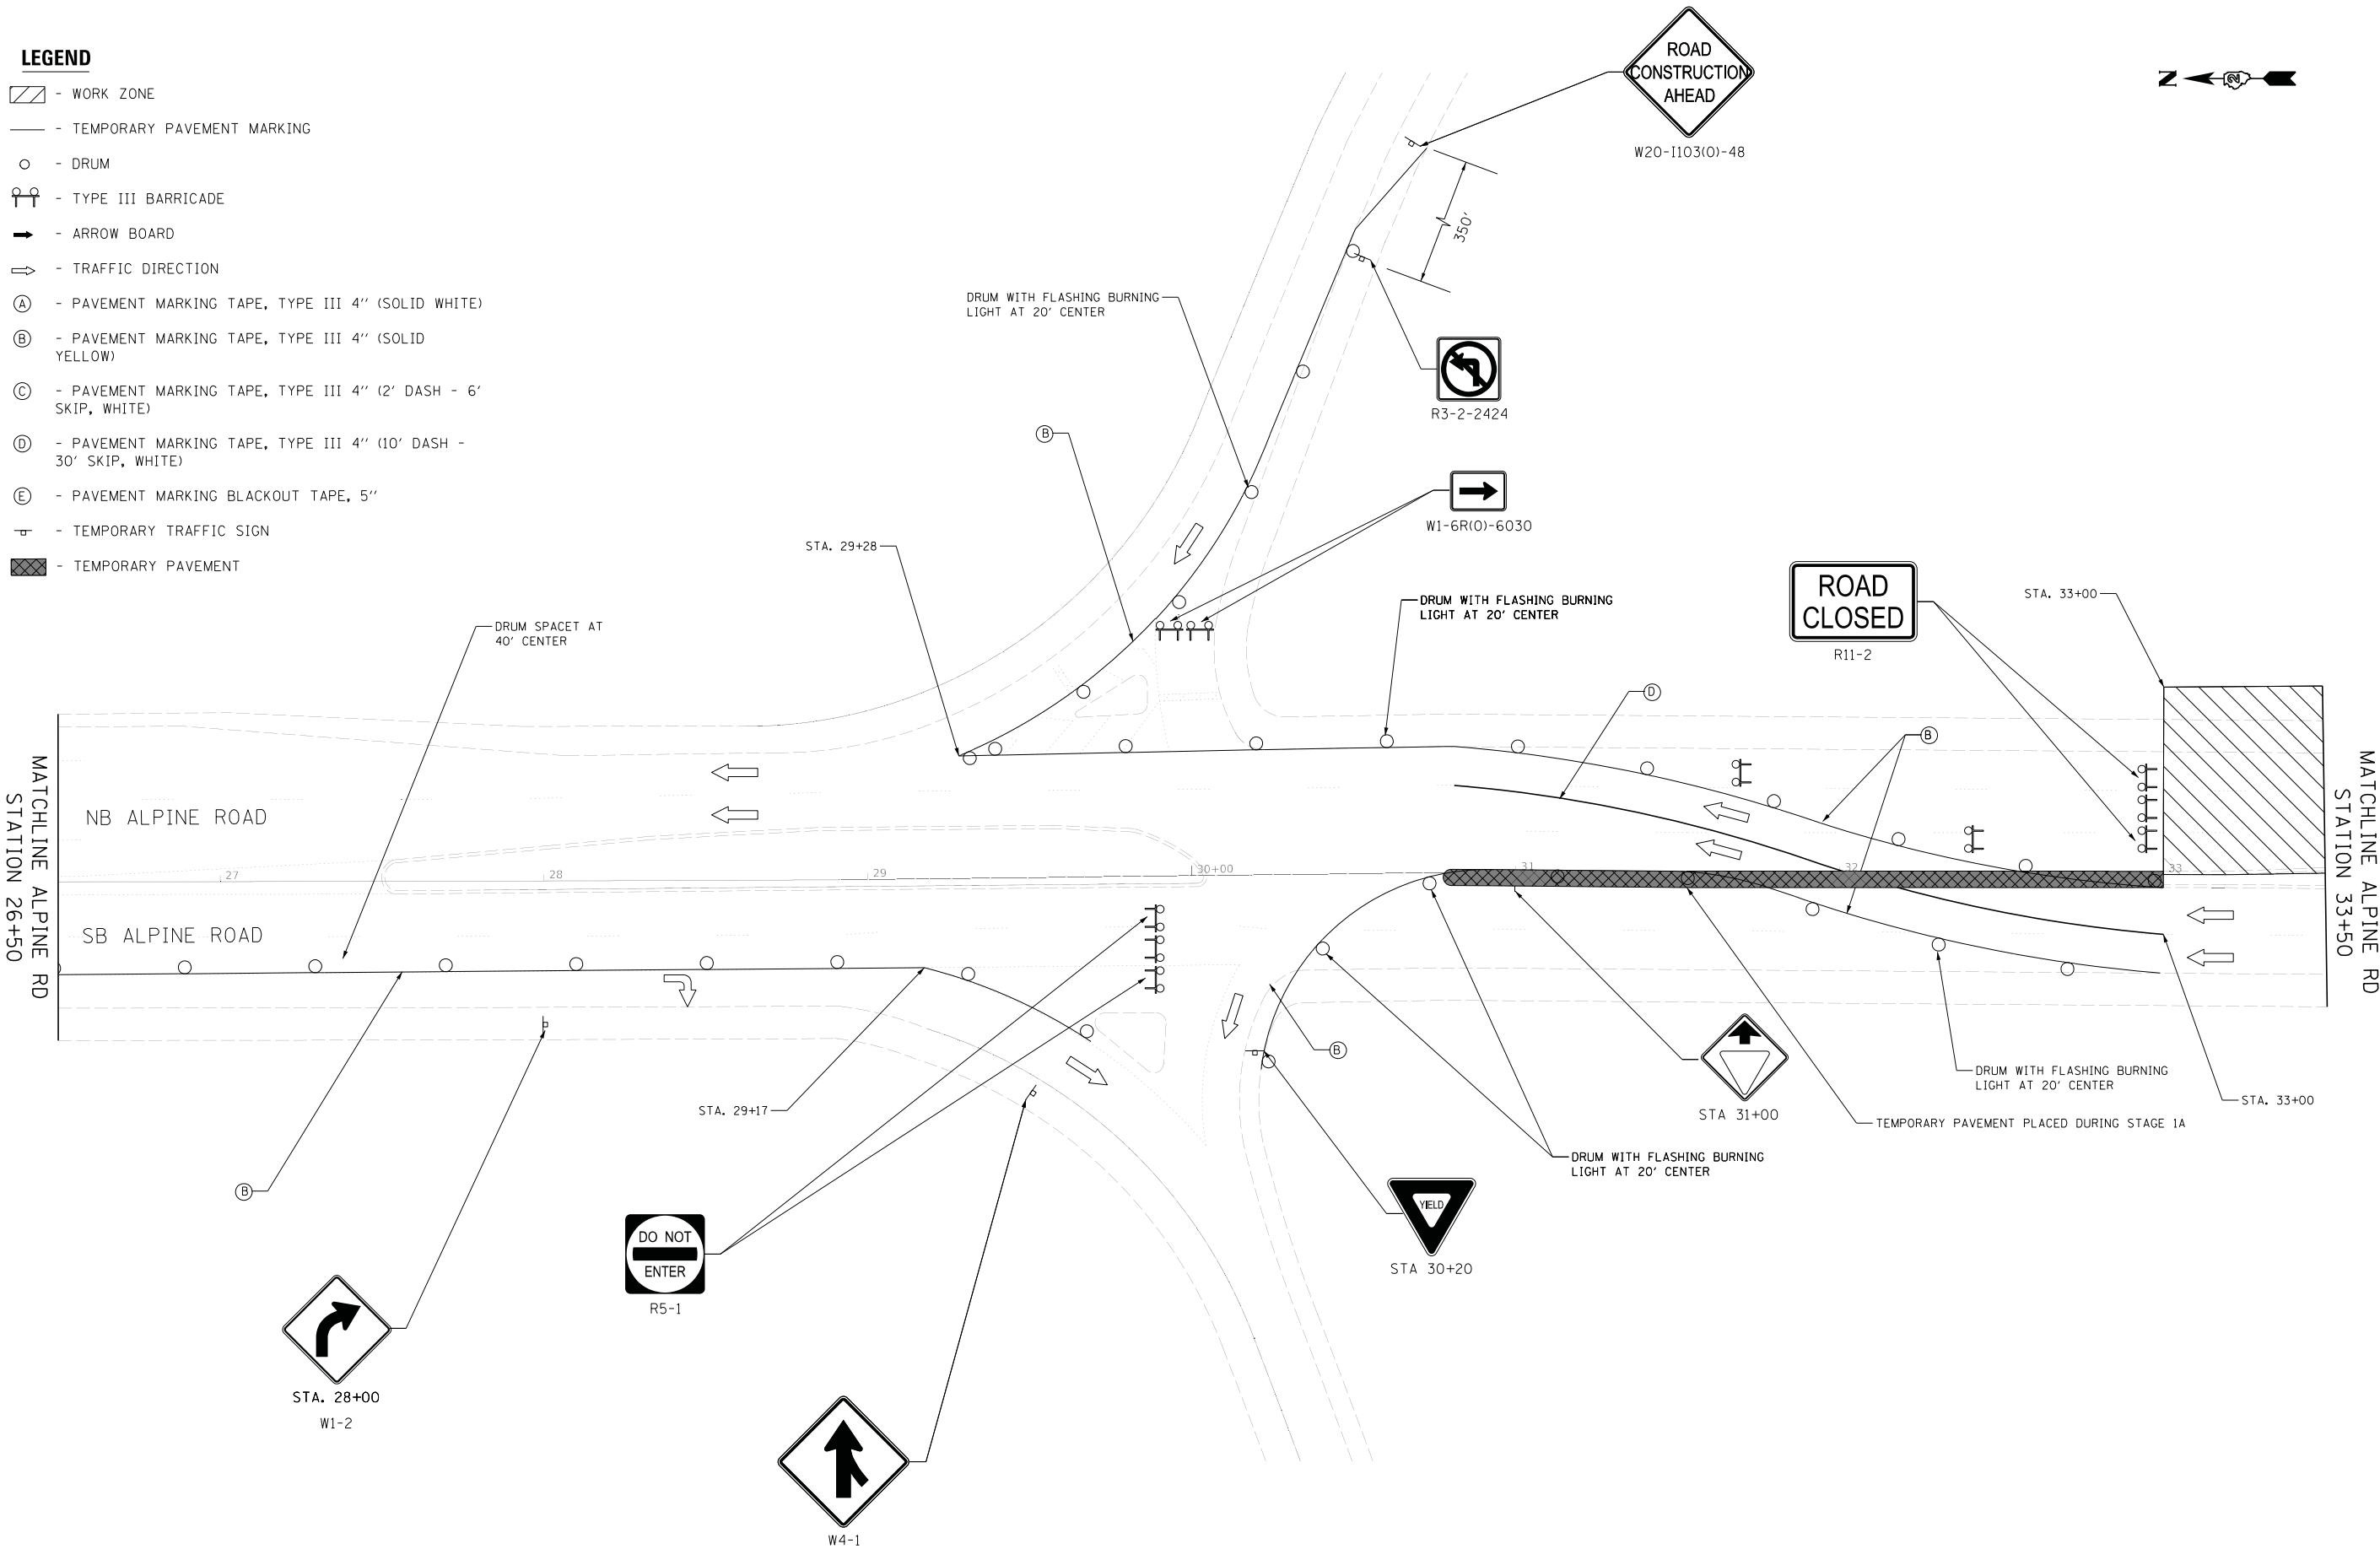 LEGEND
- WORK ZONE
- TEMPORARY PAVEMENT MARKING
- DRUM
- TYPE III BARRICADE
- ARROW BOARD
- TRAFFIC DIRECTION
A - PAVEMENT MARKING TAPE, TYPE III 4'' (SOLID WHITE)
B - PAVEMENT MARKING TAPE, TYPE III 4'' (SOLID
YELLOW)
C - PAVEMENT MARKING TAPE, TYPE III 4'' (2' DASH - 6'
SKIP, WHITE)
D - PAVEMENT MARKING TAPE, TYPE III 4'' (10' DASH -
30' SKIP, WHITE)
E - PAVEMENT MARKING BLACKOUT TAPE, 5''
- TEMPORARY TRAFFIC SIGN
- TEMPORARY PAVEMENT
ROAD
CONSTRUCTION
AHEAD
W20-I103(O)-48
N
2
350'
DRUM WITH FLASHING BURNING
LIGHT AT 20' CENTER
R3-2-2424
B
W1-6R(O)-6030
STA. 29+28
DRUM WITH FLASHING BURNING
LIGHT AT 20' CENTER
ROAD
CLOSED
R11-2
STA. 33+00
DRUM SPACET AT
40' CENTER
D
B
MATCHLINE ALPINE RD
STATION 26+50
NB ALPINE ROAD
SB ALPINE ROAD
27
28
29
30+00
31
32
33
MATCHLINE ALPINE RD
STATION 33+50
B
STA 31+00
DRUM WITH FLASHING BURNING
LIGHT AT 20' CENTER
STA. 33+00
STA. 29+17
TEMPORARY PAVEMENT PLACED DURING STAGE 1A
DRUM WITH FLASHING BURNING
LIGHT AT 20' CENTER
B
YIELD
STA 30+20
DO NOT
ENTER
R5-1
STA. 28+00
W1-2
W4-1